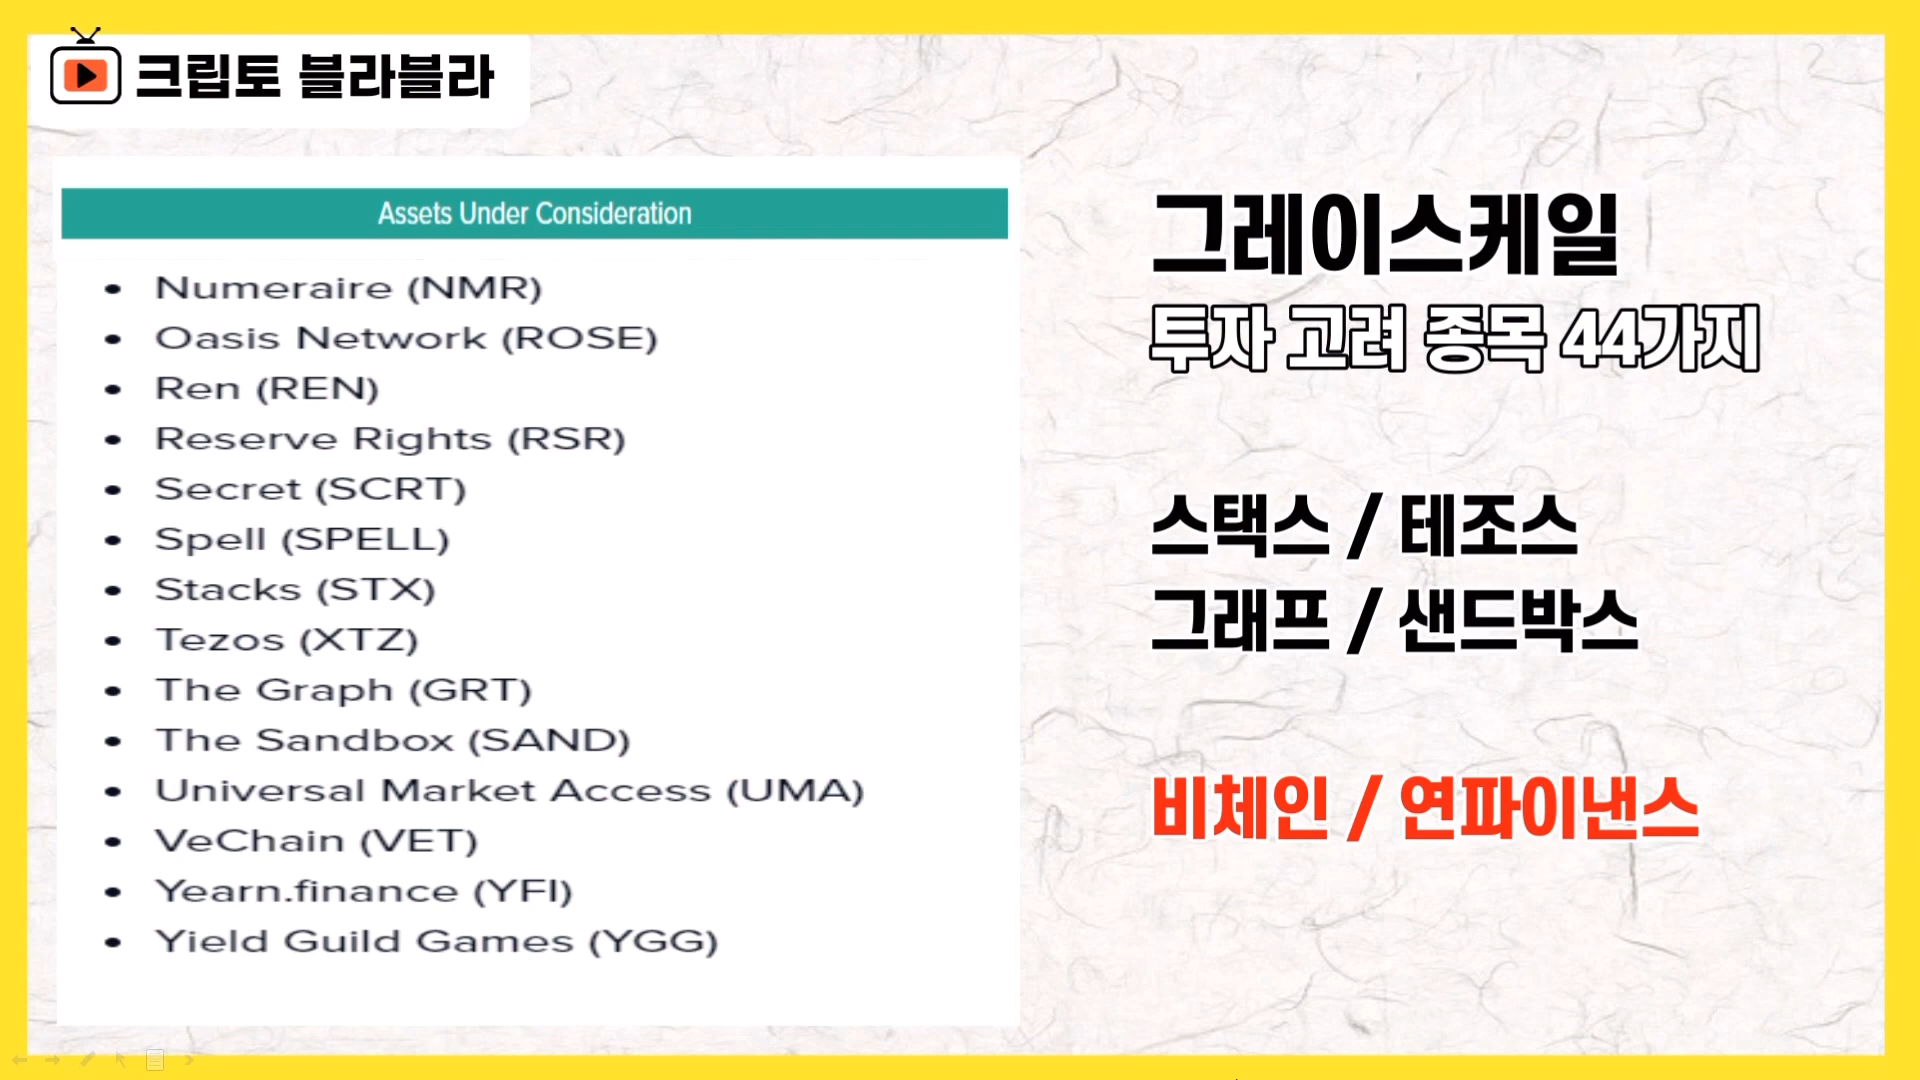 크립토 블라블라
Assets Under Consideration
• Numeraire (NMR)
• Oasis Network (ROSE)
• Ren (REN)
• Reserve Rights (RSR)
• Secret (SCRT)
• Spell (SPELL)
• Stacks (STX)
• Tezos (XTZ)
• The Graph (GRT)
• The Sandbox (SAND)
• Universal Market Access (UMA)
• VeChain (VET)
• Yearn.finance (YFI)
• Yield Guild Games (YGG)
그레이스케일
투자 고려 종목 44가지
스택스 / 테조스
그래프 / 샌드박스
비체인 / 연파이낸스